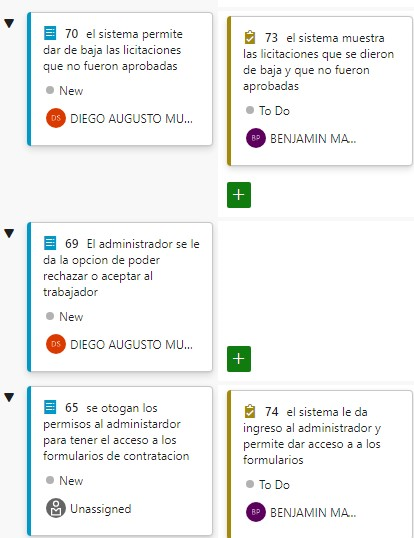 70 el sistema permite
dar de baja las licitaciones
que no fueron aprobadas
New
DS DIEGO AUGUSTO MU...
73 el sistema muestra
las licitaciones que se dieron
de baja y que no fueron
aprobadas
To Do
BP BENJAMIN MA...
69 El administrador se le
da la opcion de poder
rechazar o aceptar al
trabajador
New
DS DIEGO AUGUSTO MU...
65 se otogan los
permisos al administardor
para tener el acceso a los
formularios de contratacion
New
Unassigned
74 el sistema le da
ingreso al administrador y
permite dar acceso a a los
formularios
To Do
BP BENJAMIN MA...